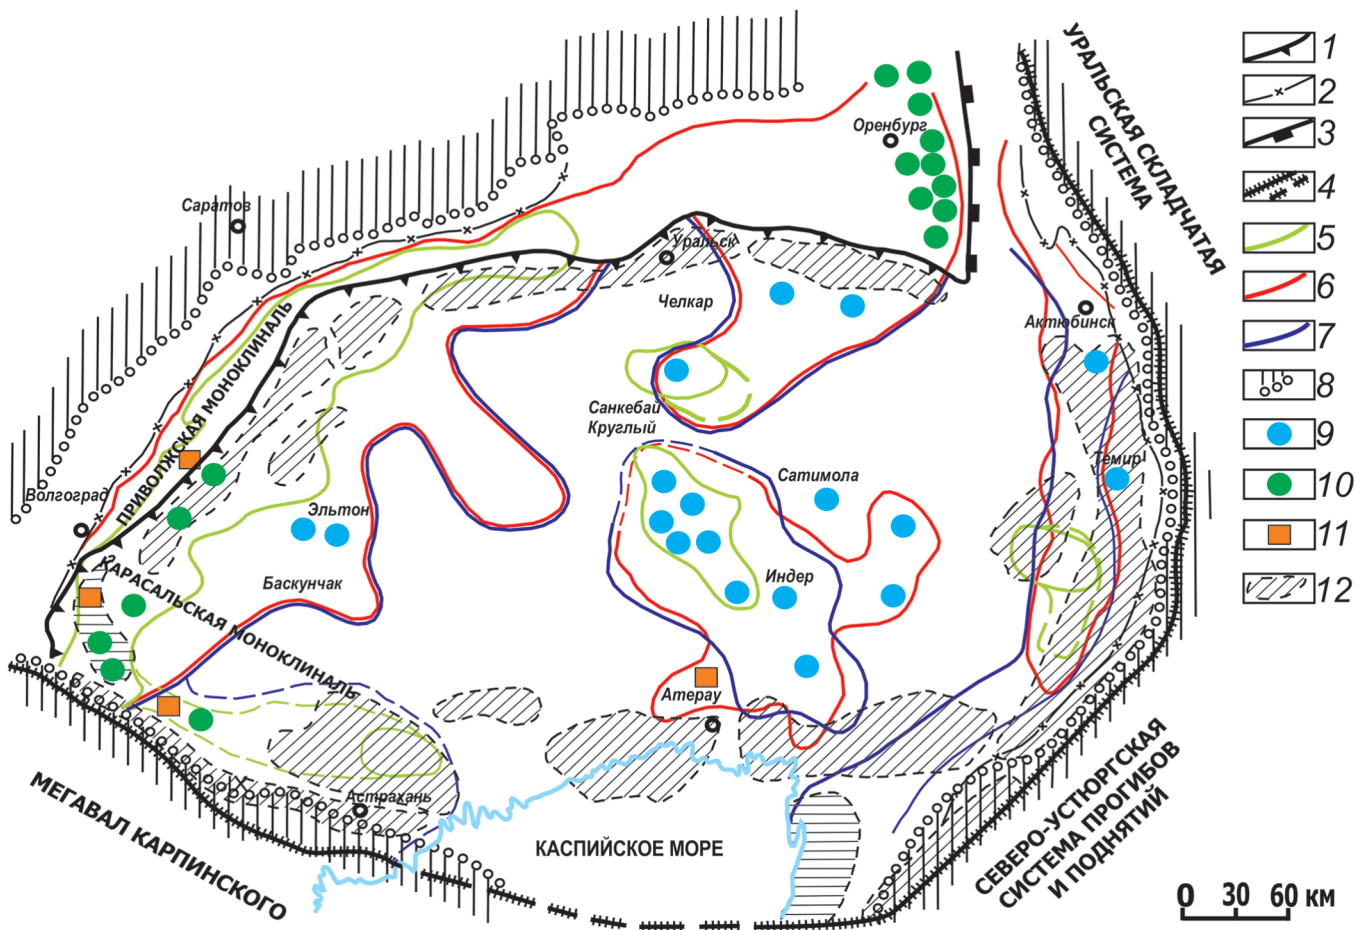 УРАЛЬСКАЯ СКЛАДЧАТАЯ
СИСТЕМА
Оренбург
Саратов
Уральск
Челкар
Актюбинск
ПРИВОЛЖСКАЯ МОНОКЛИНАЛЬ
Санкебай
Круглый
Темир
Сатимола
Волгоград
Эльтон
КАРАСАЛЬСКАЯ МОНОКЛИНАЛЬ
Баскунчак
Индер
Атерау
Астрахань
МЕГАВАЛ КАРПИНСКОГО
КАСПИЙСКОЕ МОРЕ
СЕВЕРО-УСТЮРГСКАЯ
СИСТЕМА ПРОГИБОВ
И ПОДНЯТИЙ
1
2
3
4
5
6
7
8
9
10
11
12
0 30 60 км